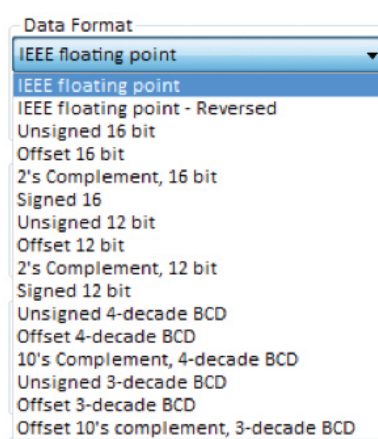 Data Format
IEEE floating point
IEEE floating point
IEEE floating point - Reversed
Unsigned 16 bit
Offset 16 bit
2's Complement, 16 bit
Signed 16
Unsigned 12 bit
Offset 12 bit
2's Complement, 12 bit
Signed 12 bit
Unsigned 4-decade BCD
Offset 4-decade BCD
10's Complement, 4-decade BCD
Unsigned 3-decade BCD
Offset 3-decade BCD
Offset 10's complement, 3-decade BCD